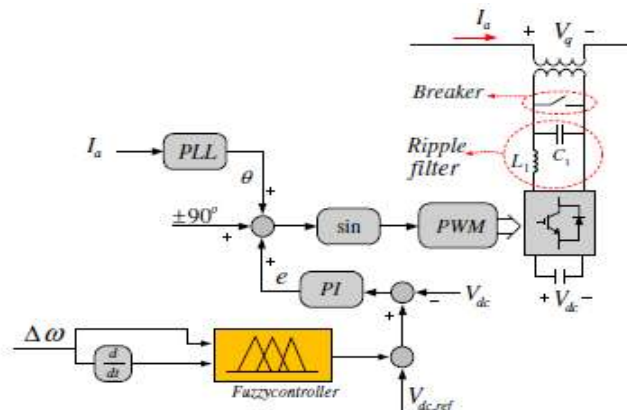 I_a
+ V_q -
Breaker
Ripple
filter
C_1
L_1
I_a
PLL
θ
+
±90°
+
+
sin
PWM
e
PI
-
V_dc
+
+ V_dc -
Δω
d
dt
Fuzzycontroller
V_dc,ref